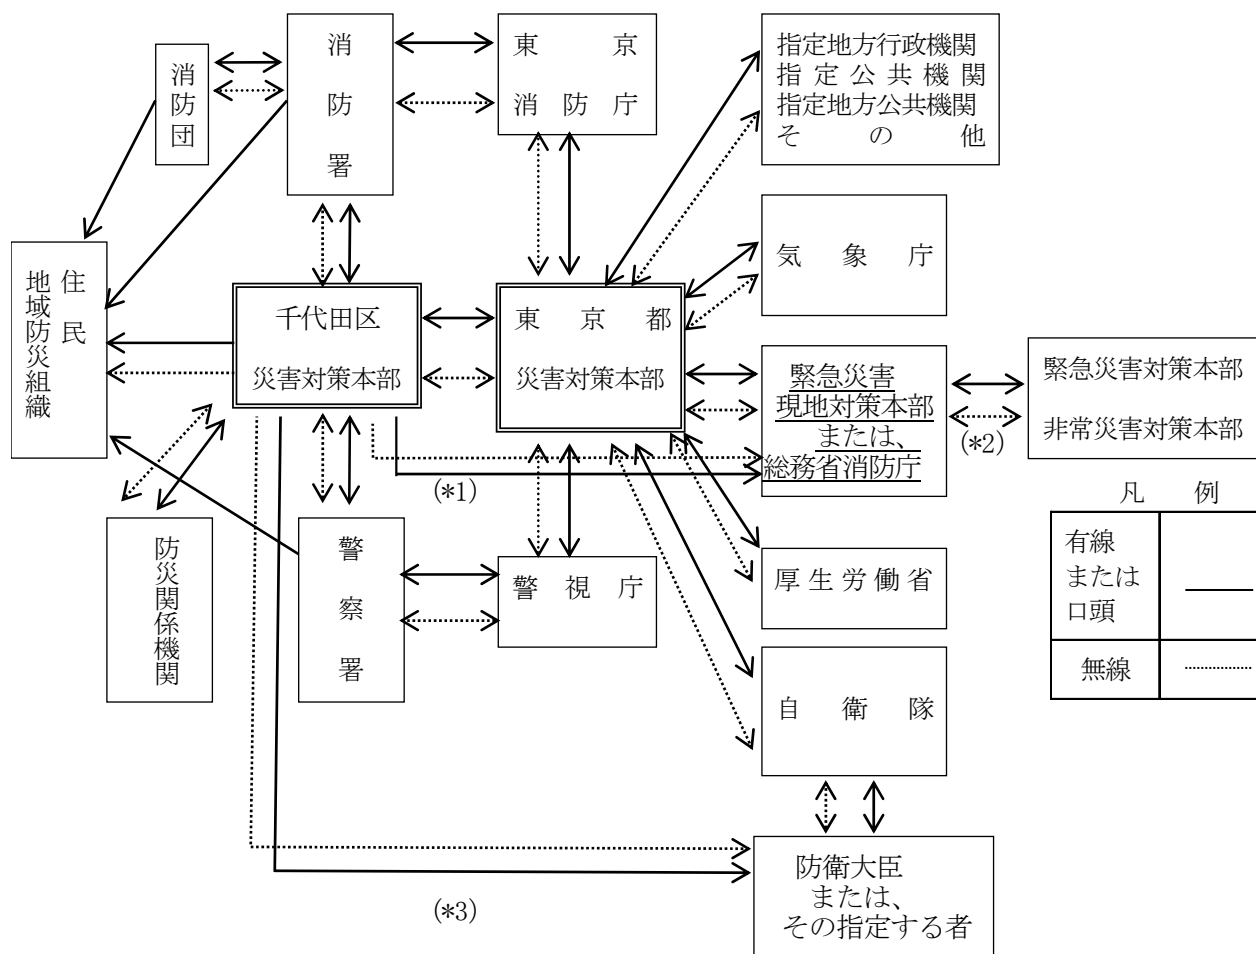 消防団
消防署
東京
消防庁
指定地方行政機関
指定公共機関
指定地方公共機関
その他
気象庁
住民
地域防災組織
千代田区
災害対策本部
東京都
災害対策本部
緊急災害
現地対策本部
または、
総務省消防庁
緊急災害対策本部
非常災害対策本部
(*2)
(*1)
凡例
有線
または
口頭
無線
防災関係機関
警察署
警視庁
厚生労働省
自衛隊
防衛大臣
または、
その指定する者
(*3)